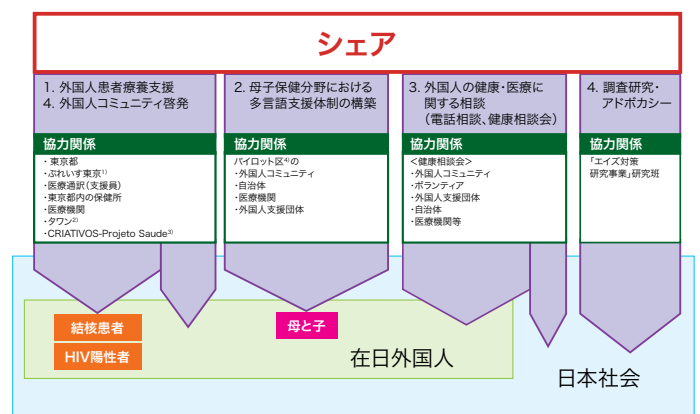 シェア
1. 外国人患者療養支援
4. 外国人コミュニティ啓発
協力関係
・東京都
・ぷれいす東京1)
・医療通訳(支援員)
・東京都内の保健所
・医療機関
・タワン2)
・CRIATIVOS-Projeto Saude3)
2. 母子保健分野における
多言語支援体制の構築
協力関係
パイロット区4)の
・外国人コミュニティ
・自治体
・医療機関
・外国人支援団体
3. 外国人の健康・医療に
関する相談
(電話相談、健康相談会)
協力関係
<健康相談会>
・外国人コミュニティ
・ボランティア
・外国人支援団体
・自治体
・医療機関等
4. 調査研究・
アドボカシー
協力関係
「エイズ対策
研究事業」研究班
結核患者
HIV陽性者
母と子
在日外国人
日本社会